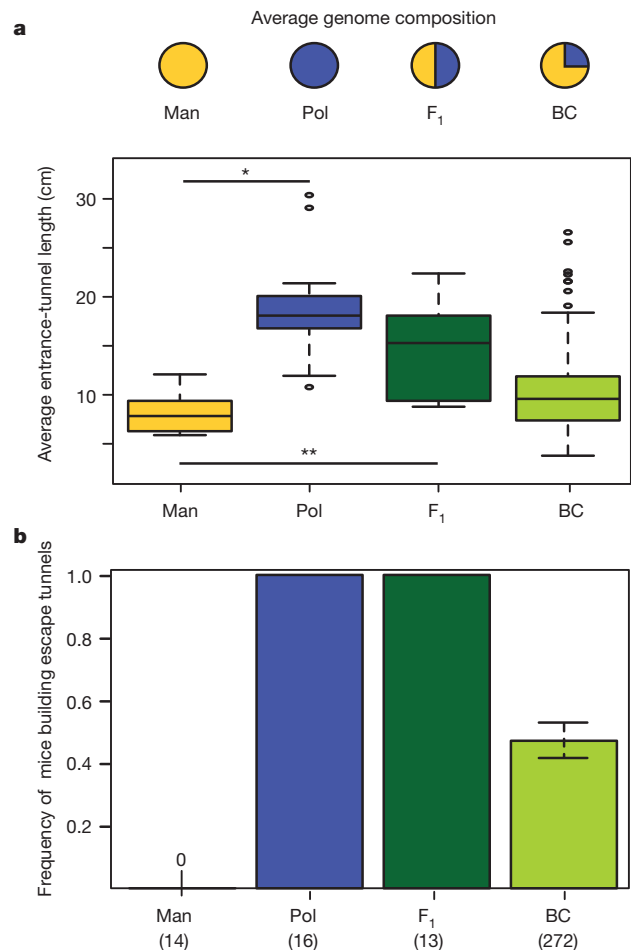 a
Average genome composition
Man Pol F₁ BC
Average entrance-tunnel length (cm)
30
20
10
*
**
Man Pol F₁ BC
b
Frequency of mice building escape tunnels
1.0
0.8
0.6
0.4
0.2
0
Man Pol F₁ BC
(14) (16) (13) (272)